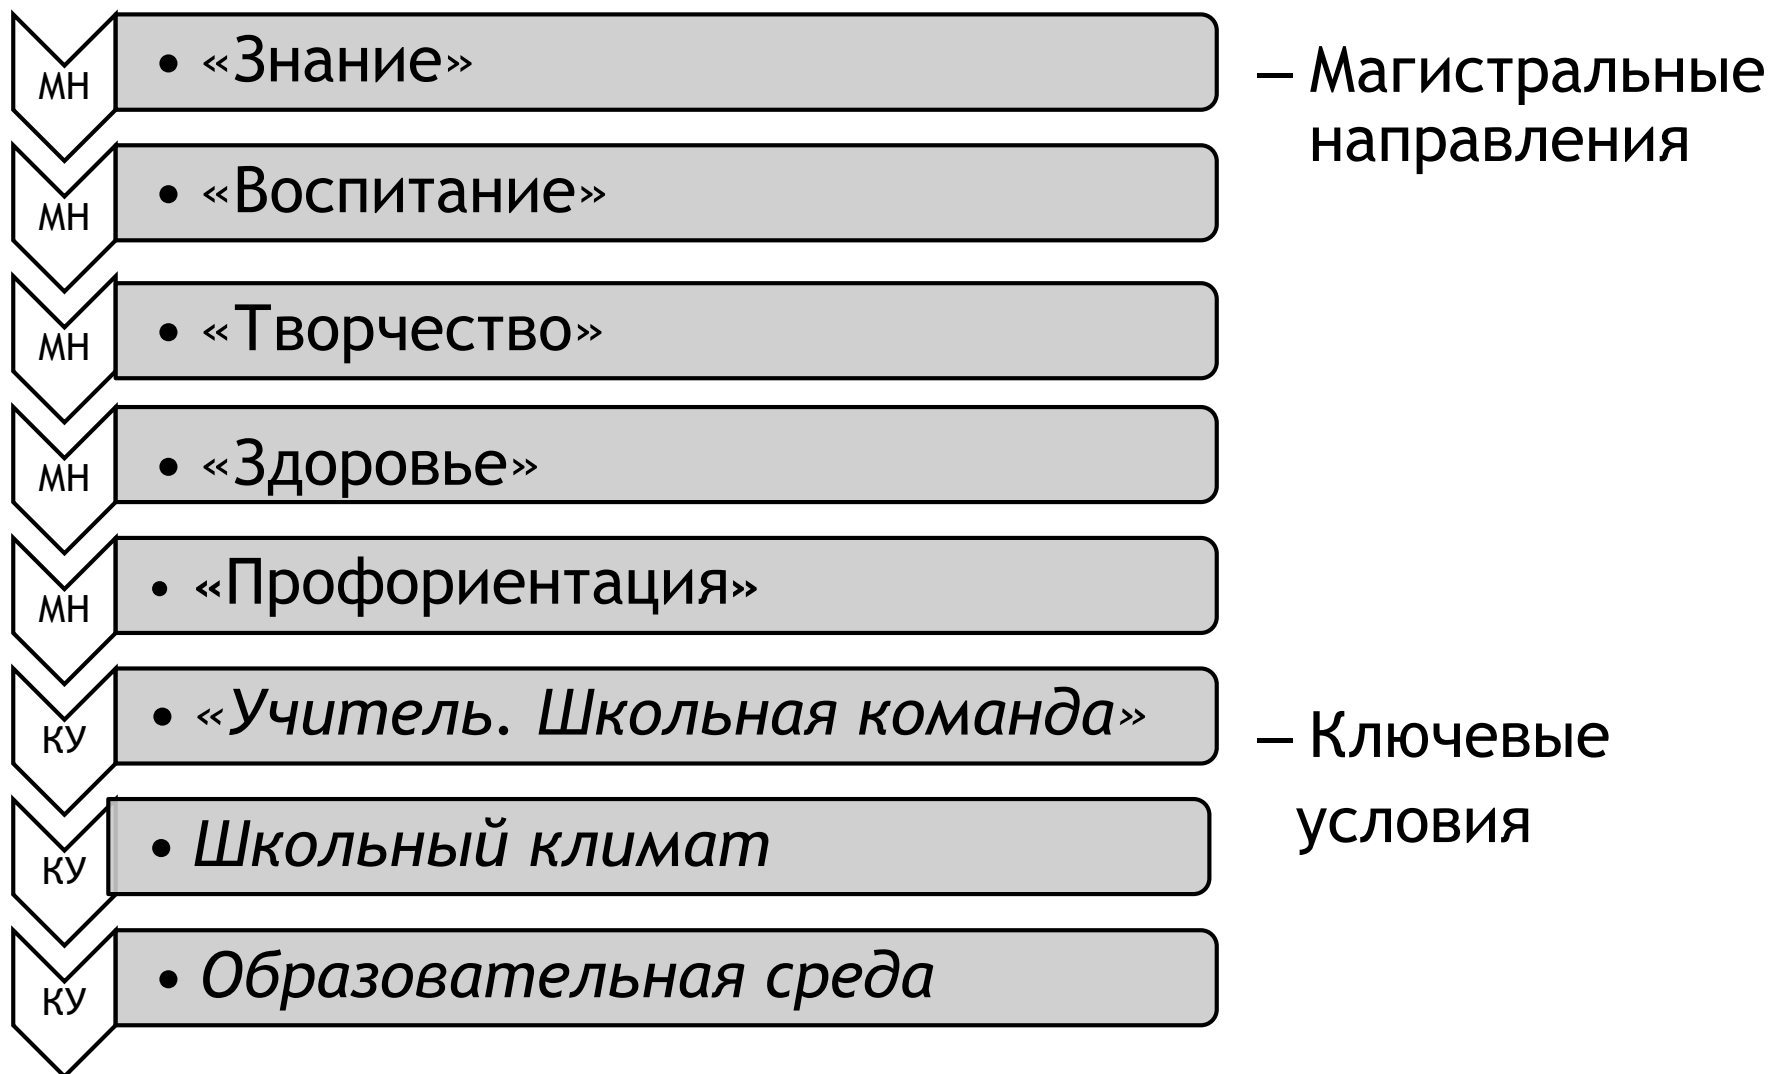 МН
• «Знание»
– Магистральные
направления
МН
• «Воспитание»
МН
• «Творчество»
МН
• «Здоровье»
МН
• «Профориентация»
КУ
• «Учитель. Школьная команда»
– Ключевые
условия
КУ
• Школьный климат
КУ
• Образовательная среда